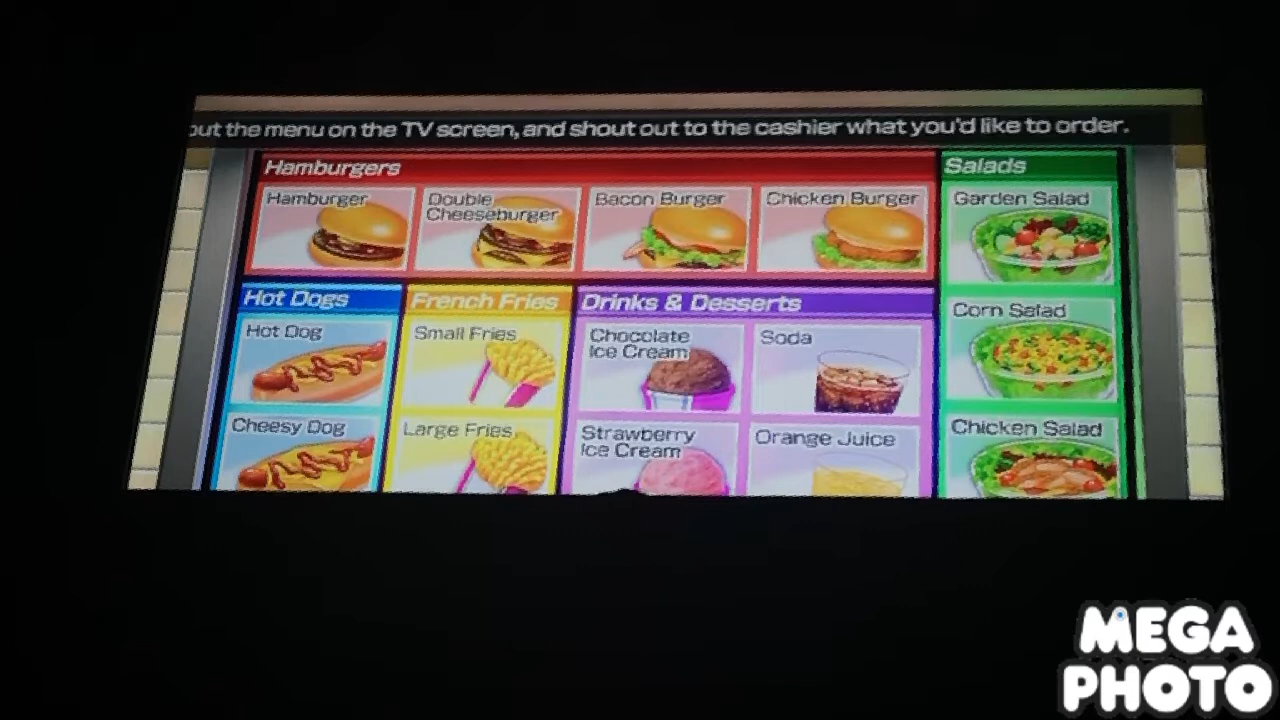 out the menu on the TV screen, and shout out to the cashier what you'd like to order.
Hamburgers
Hamburger
Double
Cheeseburger
Bacon Burger
Chicken Burger
Salads
Garden Salad
Corn Salad
Chicken Salad
Hot Dogs
Hot Dog
Cheesy Dog
French Fries
Small Fries
Large Fries
Drinks & Desserts
Chocolate
Ice Cream
Soda
Strawberry
Ice Cream
Orange Juice
MEGA
PHOTO